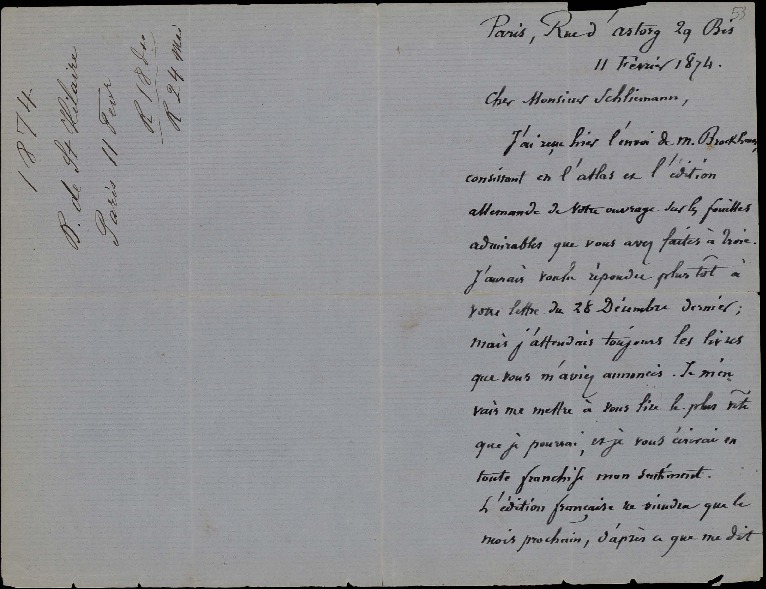 53
Paris, Rue d'astorg 29 Bis
11 Février 1874.
Cher Monsieur Schliemann,
J'ai reçu hier l'envoi de M. Brockhaus,
consistant en l'atlas et l'édition
allemande de votre ouvrage sur les fouilles
admirables que vous avez faites à Troie.
J'aurais voulu répondre plus tôt à
votre lettre du 28 Décembre dernier;
mais j'attendais toujours les livres
que vous m'aviez annoncés. Je m'en
vais me mettre à vous lire le plus vite
que je pourrai, et je vous écrirai en
toute franchise mon sentiment.
L'édition française ne viendra que le
mois prochain, d'après ce que me dit
1874.
B. de St Hilaire
Paris 11 Fevr
R 18 du
R 24 Mai